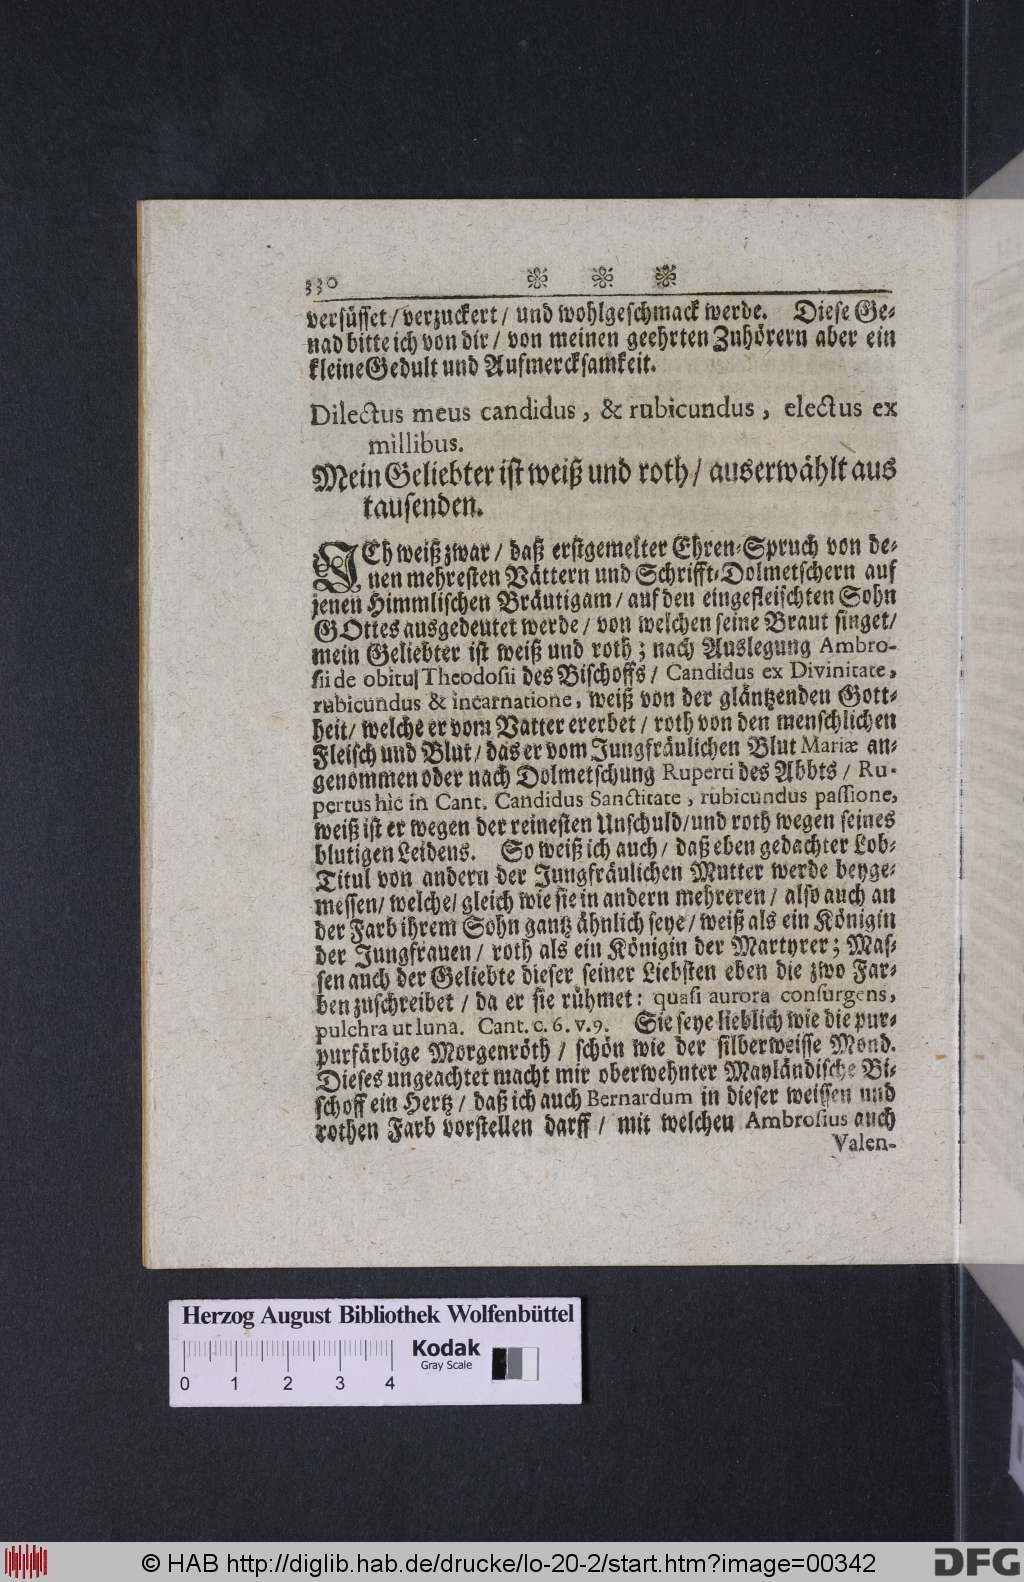 330
versüsset / verzuckert / und wohlgeschmack werde. Diese Ge-
nad bitte ich von dir / von meinen geehrten Zuhörern aber ein
kleine Gedult und Aufmercksamkeit.
Dilectus meus candidus, & rubicundus, electus ex
millibus.
Mein Geliebter ist weiß und roth / auserwählt aus
tausenden.
ICh weiß zwar / daß erstgemelter Ehren-Spruch von de-
nen mehresten Vättern und Schrifft-Dolmetschern auf
jenen Himmlischen Bräutigam / auf den eingefleischten Sohn
GOttes ausgedeutet werde / von welchen seine Braut singet /
mein Geliebter ist weiß und roth; nach Auslegung Ambro-
sii de obitu Theodosii des Bischoffs / Candidus ex Divinitate,
rubicundus & incarnatione, weiß von der gläntzenden Gott-
heit / welche er vom Vatter ererbet / roth von den menschlichen
Fleisch und Blut / das er vom Jungfräulichen Blut Mariæ an-
genommen oder nach Dolmetschung Ruperti des Abbts / Ru-
pertus hic in Cant. Candidus Sanctitate, rubicundus passione,
weiß ist er wegen der reinesten Unschuld / und roth wegen seines
blutigen Leidens. So weiß ich auch / daß eben gedachter Lob-
Titul von andern der Jungfräulichen Mutter werde beyge-
messen / welche / gleich wie sie in andern mehreren / also auch an
der Farb ihrem Sohn gantz ähnlich seye / weiß als ein Königin
der Jungfrauen / roth als ein Königin der Martyrer; Mas-
sen auch der Geliebte dieser seiner Liebsten eben die zwo Far-
ben zuschreibet / da er sie rühmet: quasi aurora consurgens,
pulchra ut luna. Cant. c. 6. v. 9. Sie seye lieblich wie die pur-
purfärbige Morgenröth / schön wie der silberweisse Mond.
Dieses ungeachtet macht mir oberwehnter Mayländische Bi-
schoff ein Hertz / daß ich auch Bernardum in dieser weissen und
rothen Farb vorstellen darff / mit welchen Ambrosius auch
Valen-
Herzog August Bibliothek Wolfenbüttel
Kodak
Gray Scale
0 1 2 3 4
© HAB http://diglib.hab.de/drucke/lo-20-2/start.htm?image=00342
DFG